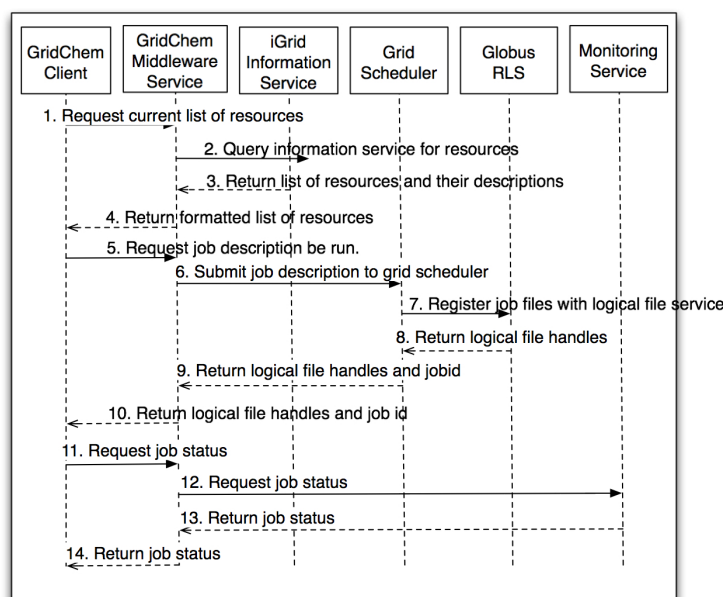 GridChem
Client
GridChem
Middleware
Service
iGrid
Information
Service
Grid
Scheduler
Globus
RLS
Monitoring
Service
1. Request current list of resources
2. Query information service for resources
3. Return list of resources and their descriptions
4. Return formatted list of resources
5. Request job description be run.
6. Submit job description to grid scheduler
7. Register job files with logical file service
8. Return logical file handles
9. Return logical file handles and jobid
10. Return logical file handles and job id
11. Request job status
12. Request job status
13. Return job status
14. Return job status